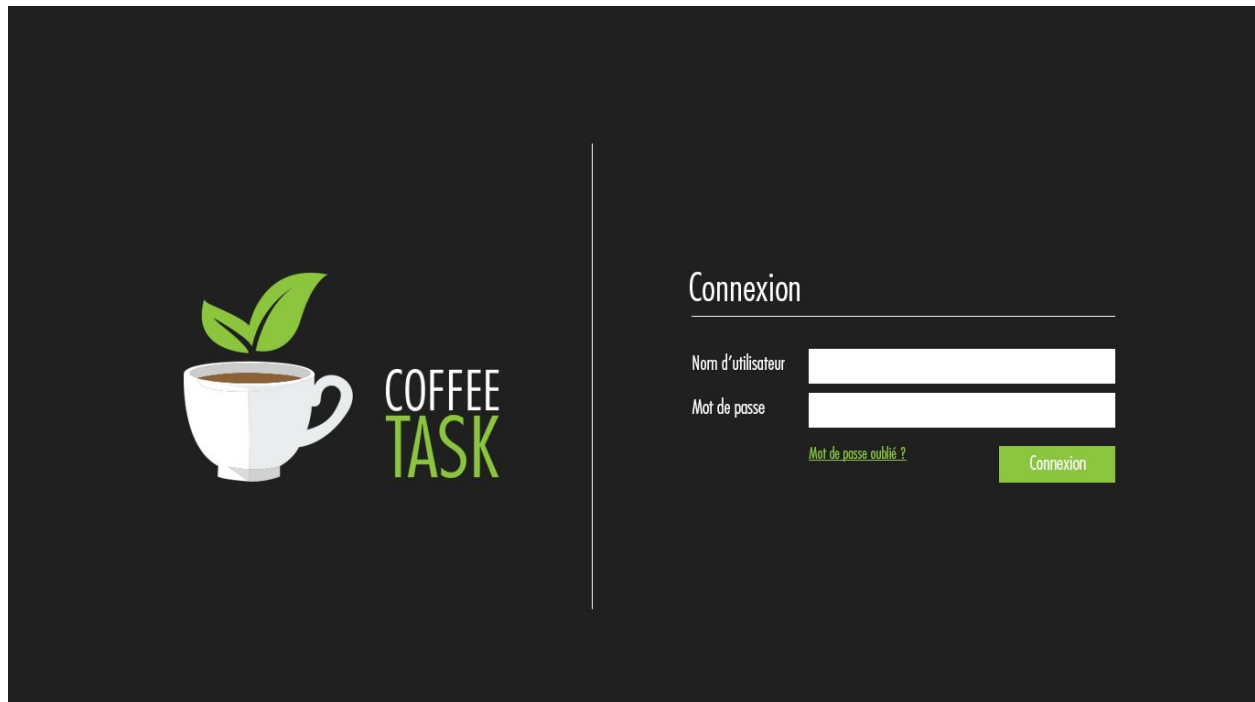 COFFEE
TASK
Connexion
Nom d'utilisateur
Mot de passe
Mot de passe oublié ?
Connexion